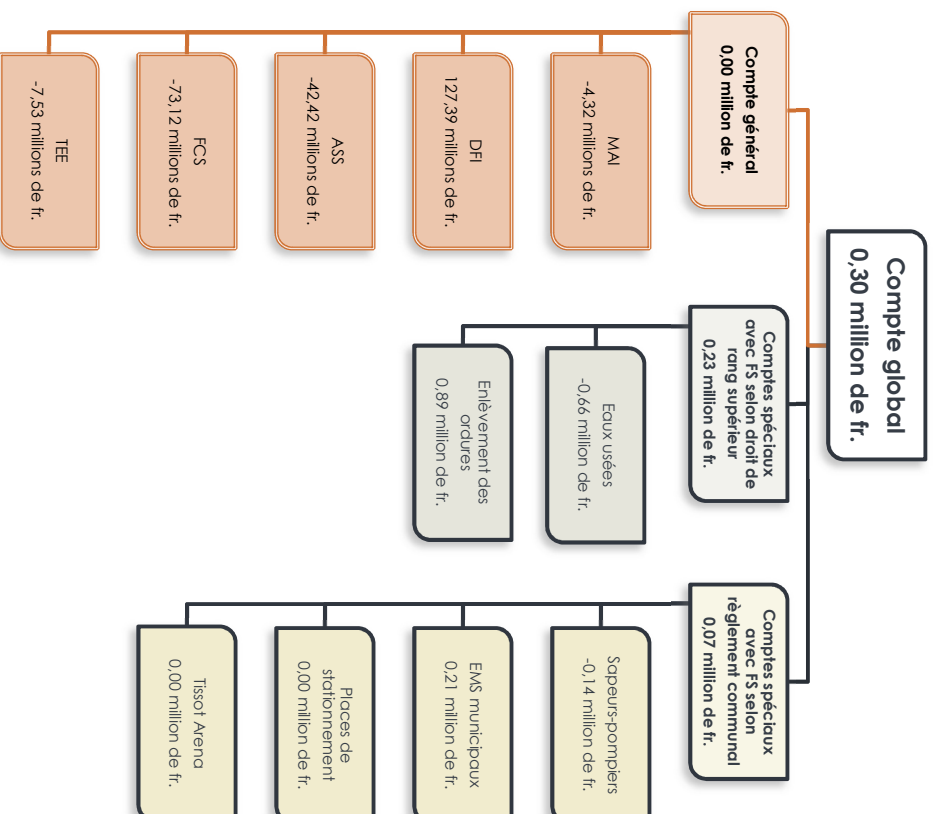 Compte global
0,30 million de fr.
Compte général
0,00 million de fr.
MAI
-4,32 millions de fr.
DFI
127,39 millions de fr.
ASS
-42,42 millions de fr.
FCS
-73,12 millions de fr.
TEE
-7,53 millions de fr.
Comptes spéciaux
avec FS selon droit de
rang supérieur
0,23 million de fr.
Eaux usées
-0,66 million de fr.
Enlèvement des
ordures
0,89 million de fr.
Comptes spéciaux
avec FS selon
règlement communal
0,07 million de fr.
Sapeurs-pompiers
-0,14 million de fr.
EMS municipaux
0,21 million de fr.
Places de
stationnement
0,00 million de fr.
Tissot Arena
0,00 million de fr.